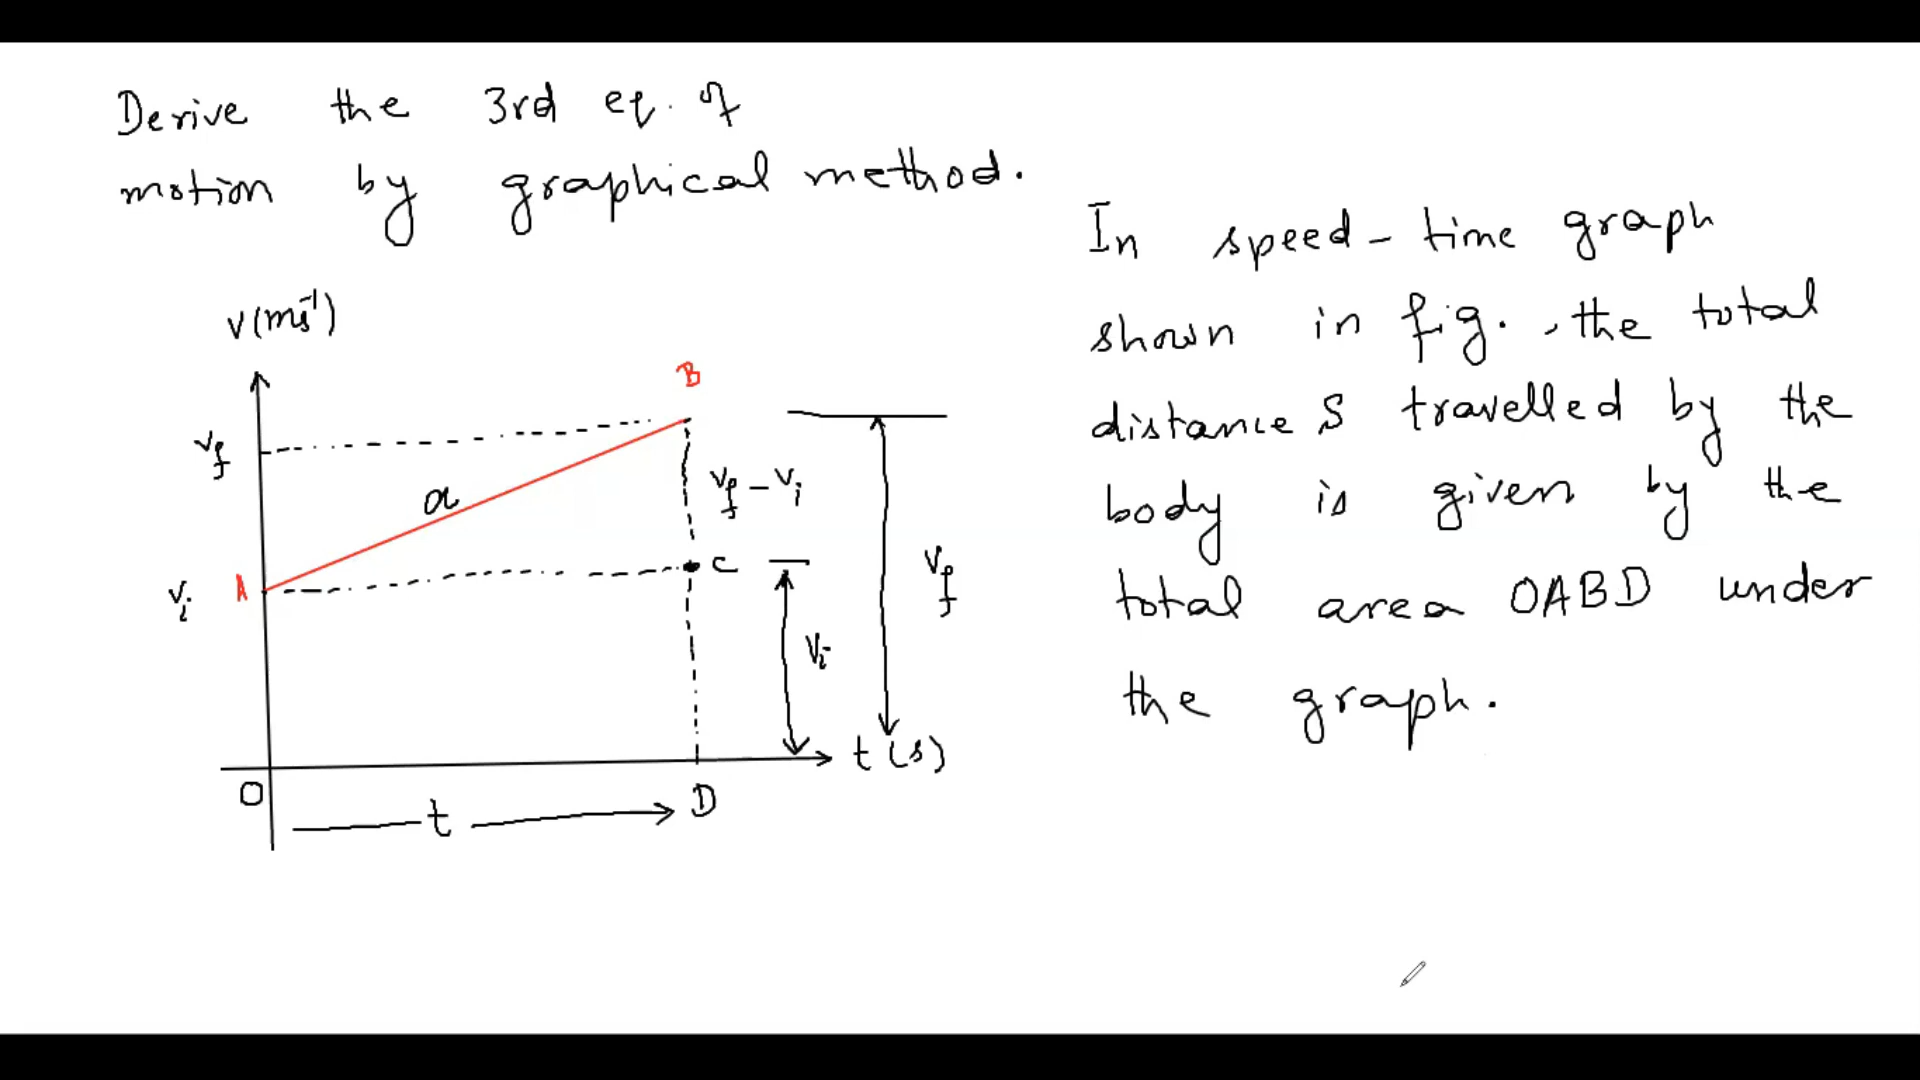 Derive the 3rd eq. of
motion by graphical method.
In speed-time graph
shown in fig., the total
distance S travelled by the
body is given by the
total area OABD under
the graph.
v(ms⁻¹)
B
vf
a
vf - vi
A
vi
C
vi
vf
t(s)
O
t
D